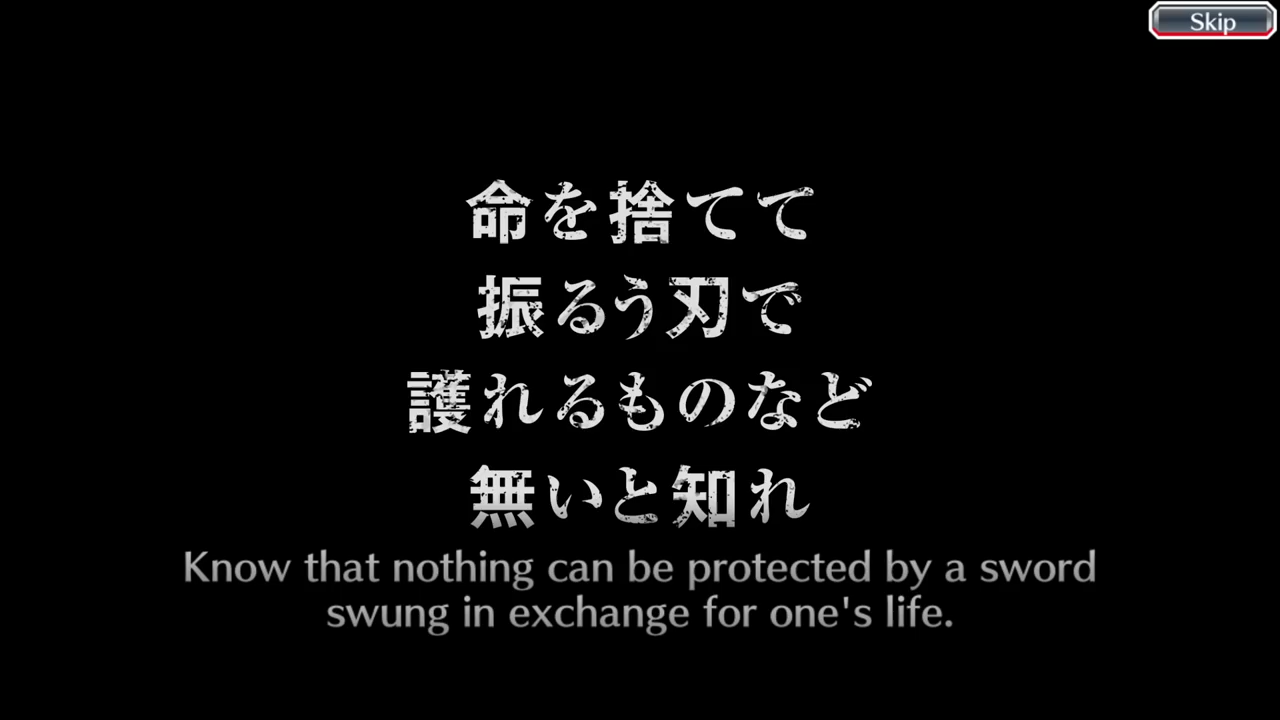 Skip
命を捨てて
振るう刃で
護れるものなど
無いと知れ
Know that nothing can be protected by a sword
swung in exchange for one's life.